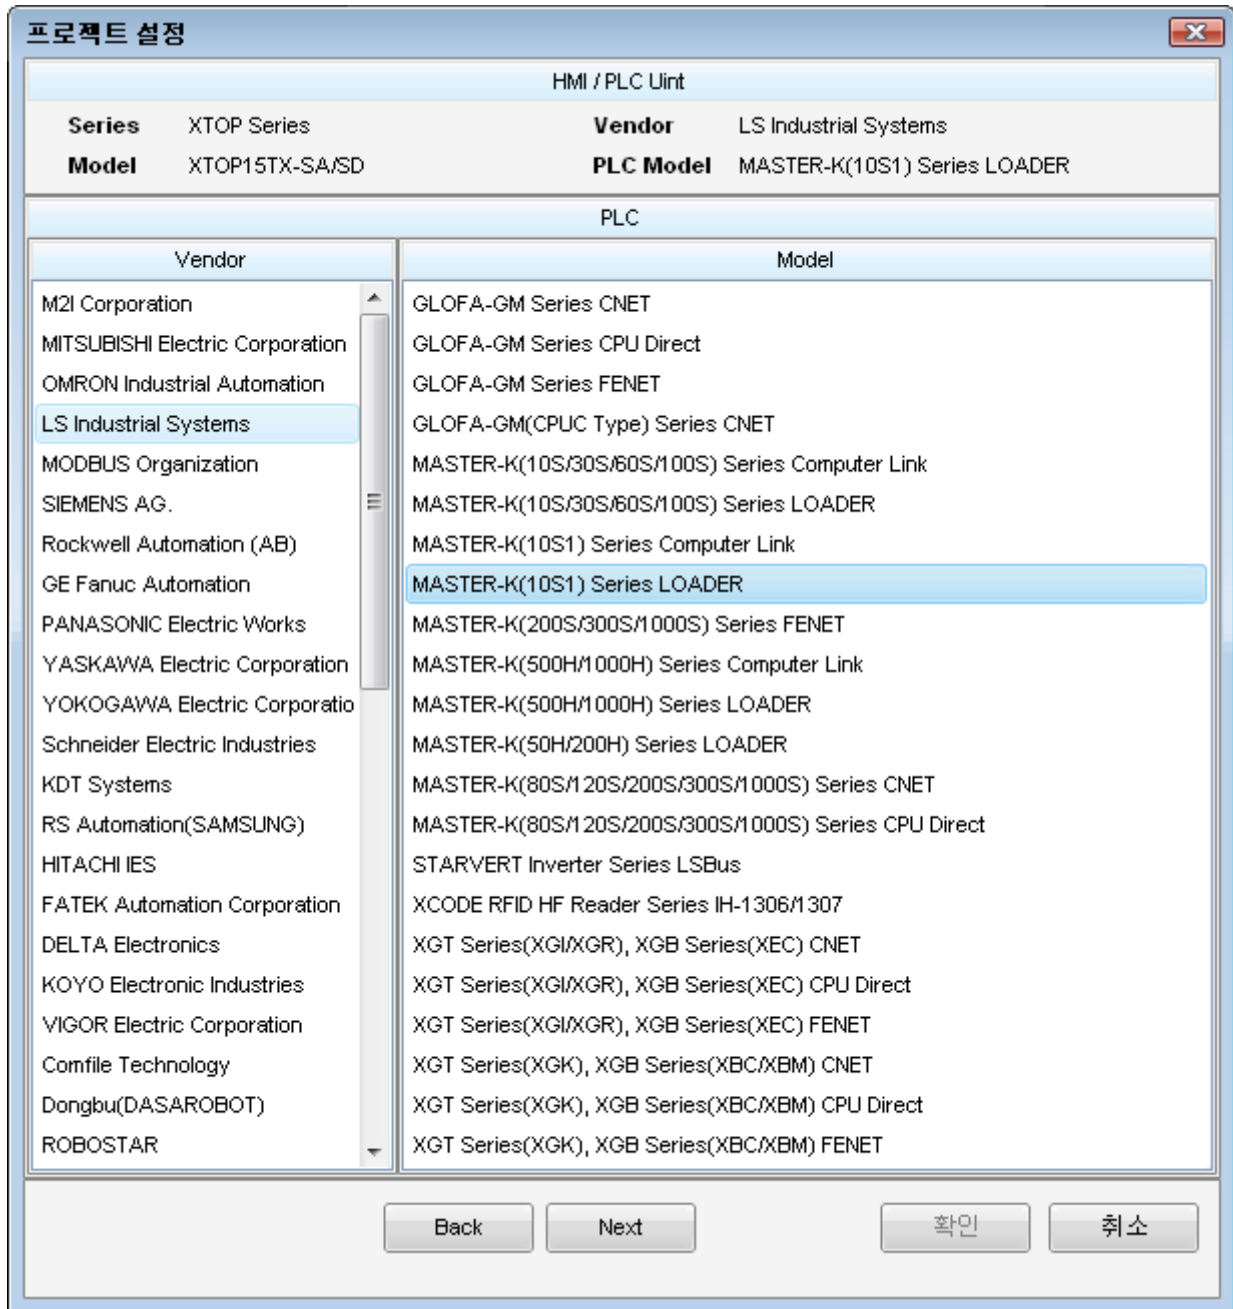 프로젝트 설정
HMI / PLC Uint
Series XTOP Series Vendor LS Industrial Systems
Model XTOP15TX-SA/SD PLC Model MASTER-K(10S1) Series LOADER
PLC
Vendor
M2I Corporation
MITSUBISHI Electric Corporation
OMRON Industrial Automation
LS Industrial Systems
MODBUS Organization
SIEMENS AG.
Rockwell Automation (AB)
GE Fanuc Automation
PANASONIC Electric Works
YASKAWA Electric Corporation
YOKOGAWA Electric Corporatio
Schneider Electric Industries
KDT Systems
RS Automation(SAMSUNG)
HITACHI IES
FATEK Automation Corporation
DELTA Electronics
KOYO Electronic Industries
VIGOR Electric Corporation
Comfile Technology
Dongbu(DASAROBOT)
ROBOSTAR
Model
GLOFA-GM Series CNET
GLOFA-GM Series CPU Direct
GLOFA-GM Series FENET
GLOFA-GM(CPUC Type) Series CNET
MASTER-K(10S/30S/60S/100S) Series Computer Link
MASTER-K(10S/30S/60S/100S) Series LOADER
MASTER-K(10S1) Series Computer Link
MASTER-K(10S1) Series LOADER
MASTER-K(200S/300S/1000S) Series FENET
MASTER-K(500H/1000H) Series Computer Link
MASTER-K(500H/1000H) Series LOADER
MASTER-K(50H/200H) Series LOADER
MASTER-K(80S/120S/200S/300S/1000S) Series CNET
MASTER-K(80S/120S/200S/300S/1000S) Series CPU Direct
STARVERT Inverter Series LSBus
XCODE RFID HF Reader Series IH-1306/1307
XGT Series(XGI/XGR), XGB Series(XEC) CNET
XGT Series(XGI/XGR), XGB Series(XEC) CPU Direct
XGT Series(XGI/XGR), XGB Series(XEC) FENET
XGT Series(XGK), XGB Series(XBC/XBM) CNET
XGT Series(XGK), XGB Series(XBC/XBM) CPU Direct
XGT Series(XGK), XGB Series(XBC/XBM) FENET
Back Next 확인 취소